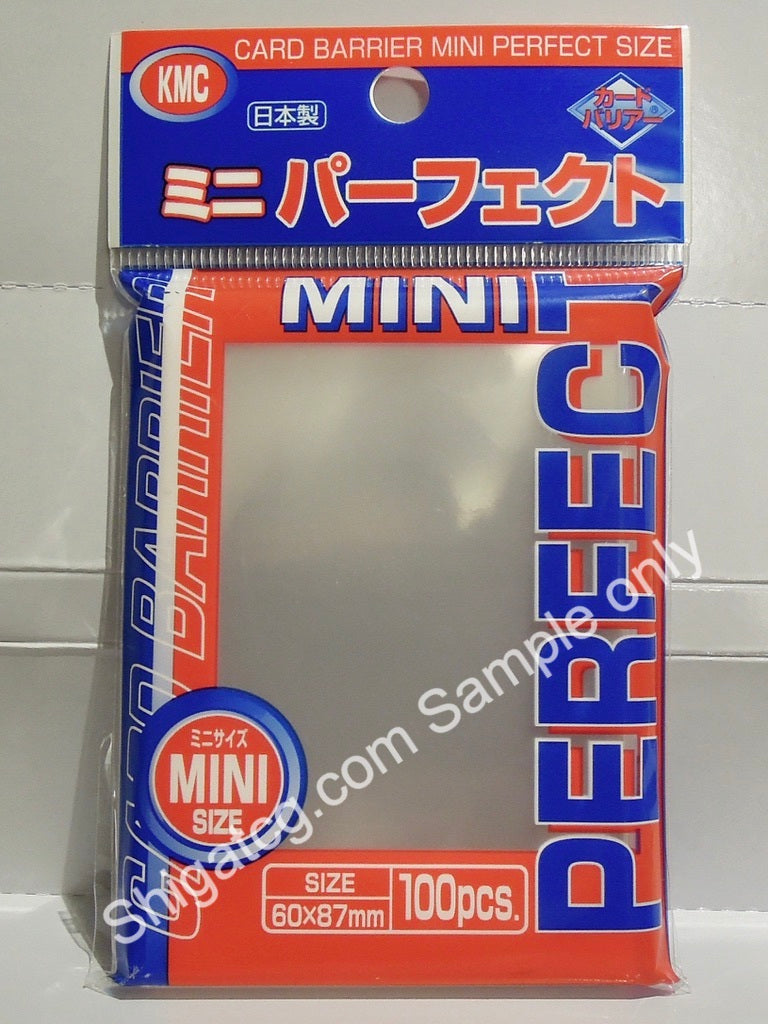 CARD BARRIER MINI PERFECT SIZE
KMC
日本製
カード
バリアー®
ミニ パーフェクト
MINI
PERFECT
CARD BARRIER
ミニサイズ
MINI
SIZE
SIZE
60×87mm
100pcs.
Shigatcg.com Sample only